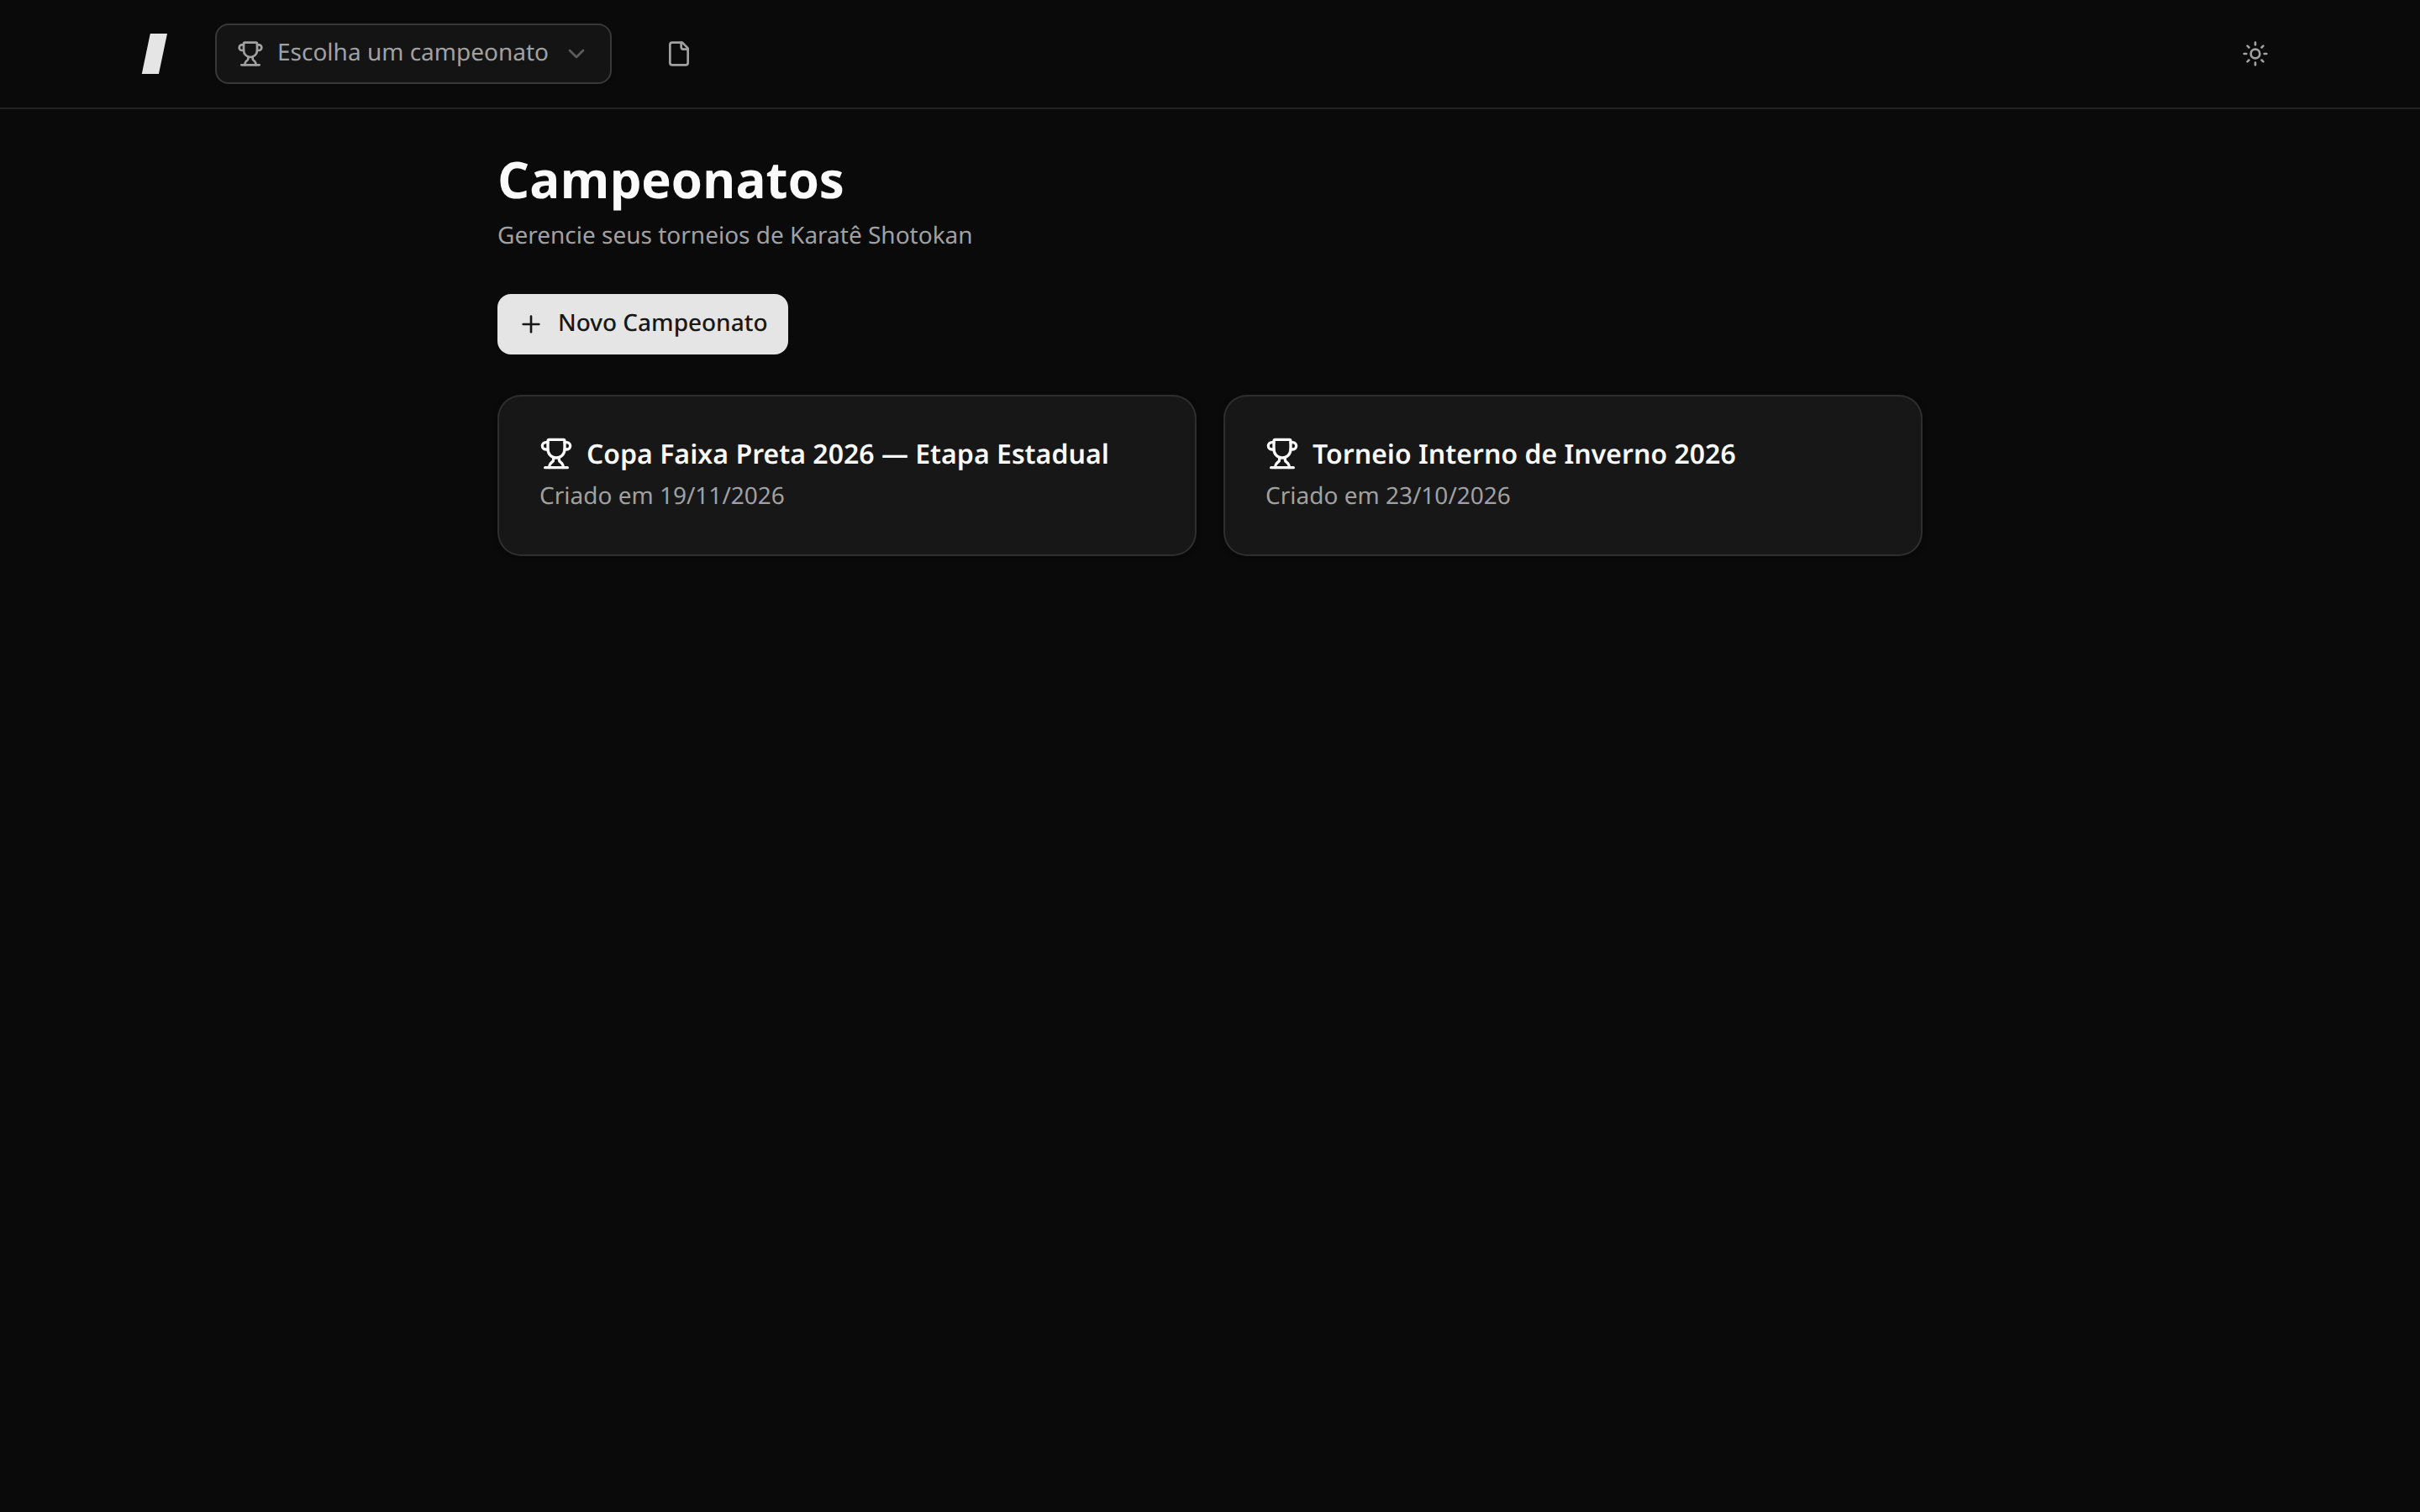 Escolha um campeonato
Campeonatos
Gerencie seus torneios de Karatê Shotokan
Novo Campeonato
Copa Faixa Preta 2026 — Etapa Estadual
Criado em 19/11/2026
Torneio Interno de Inverno 2026
Criado em 23/10/2026